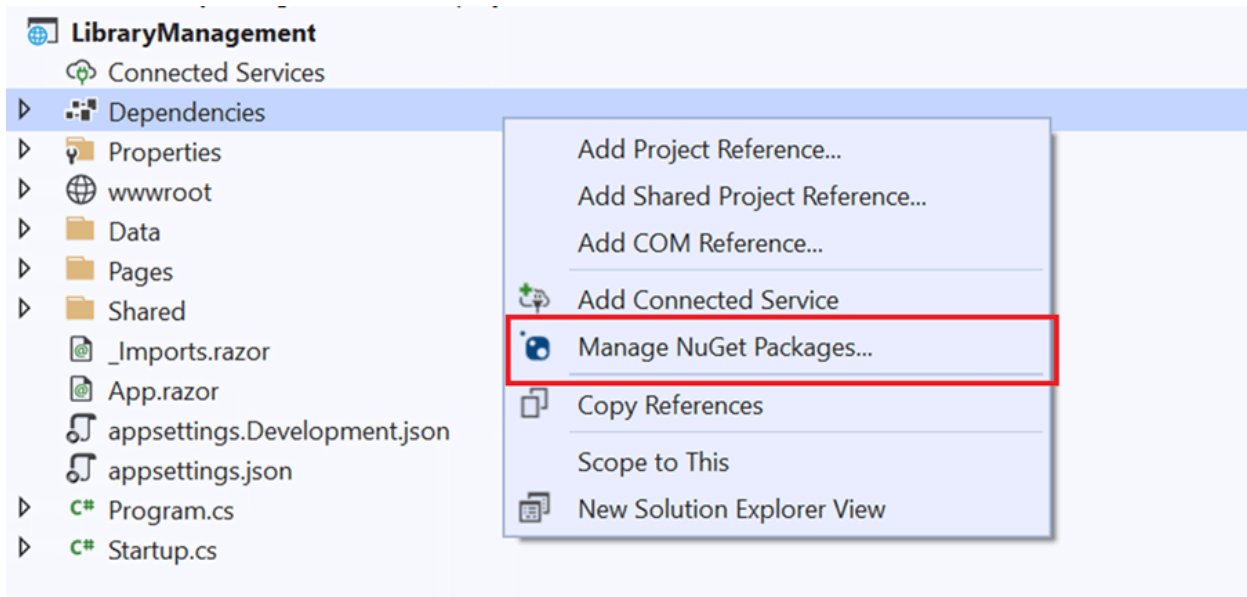 LibraryManagement
Connected Services
Dependencies
Properties
wwwroot
Data
Pages
Shared
_Imports.razor
App.razor
appsettings.Development.json
appsettings.json
C# Program.cs
C# Startup.cs
Add Project Reference...
Add Shared Project Reference...
Add COM Reference...
Add Connected Service
Manage NuGet Packages...
Copy References
Scope to This
New Solution Explorer View